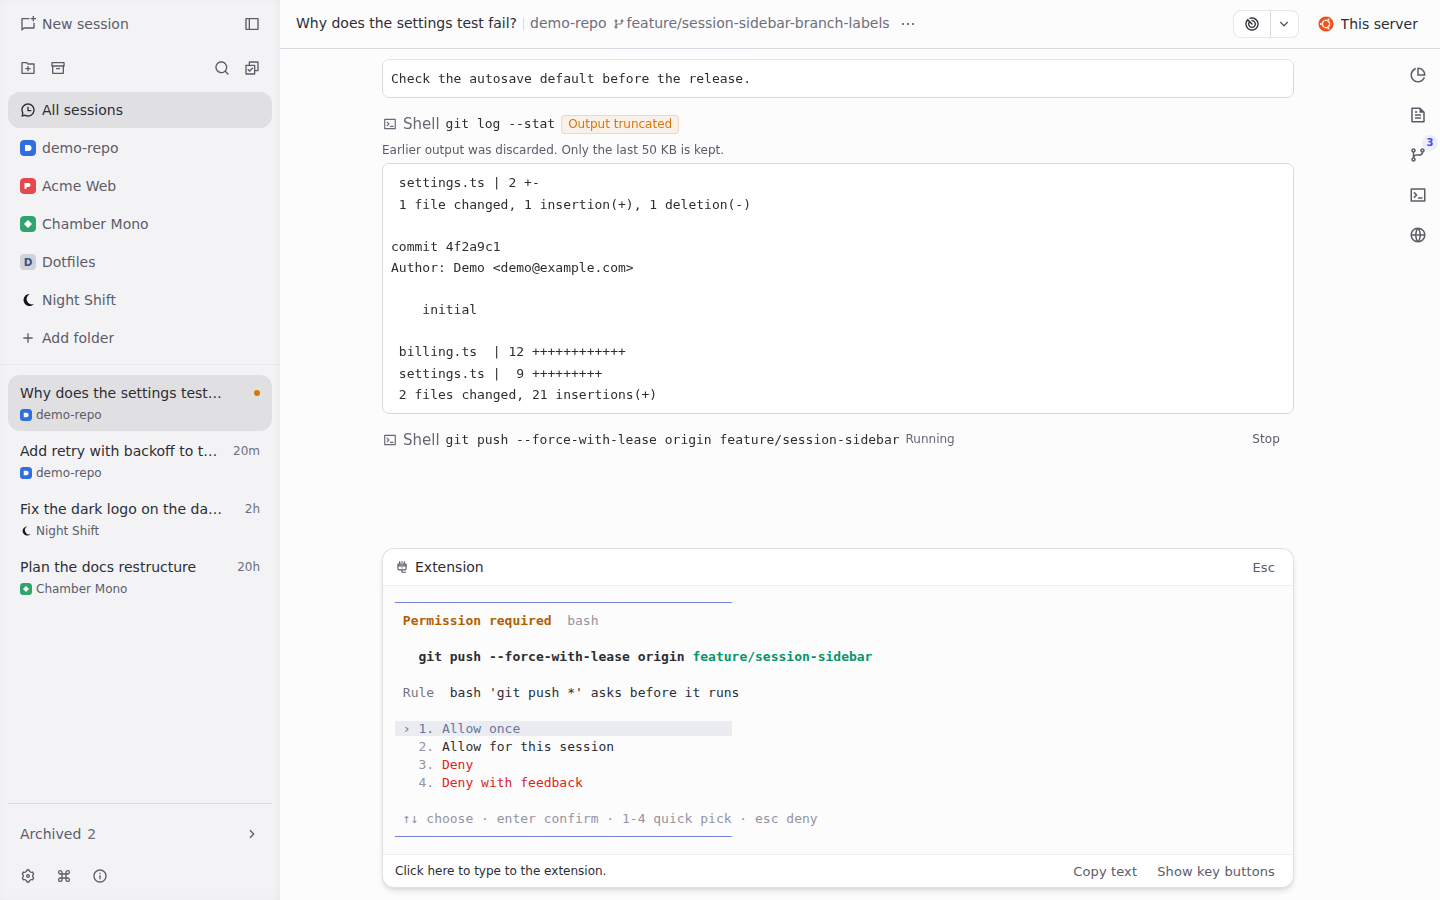 New session
All sessions
demo-repo
Acme Web
Chamber Mono
D Dotfiles
Night Shift
Add folder
Why does the settings test…
demo-repo
Add retry with backoff to t… 20m
demo-repo
Fix the dark logo on the da… 2h
Night Shift
Plan the docs restructure 20h
Chamber Mono
Archived 2
Why does the settings test fail? demo-repo feature/session-sidebar-branch-labels ···
This server
3
Check the autosave default before the release.
Shell git log --stat Output truncated
Earlier output was discarded. Only the last 50 KB is kept.
settings.ts | 2 +-
1 file changed, 1 insertion(+), 1 deletion(-)
commit 4f2a9c1
Author: Demo <demo@example.com>
initial
billing.ts  | 12 ++++++++++++
settings.ts |  9 +++++++++
2 files changed, 21 insertions(+)
Shell git push --force-with-lease origin feature/session-sidebar Running Stop
Extension Esc
Permission required  bash
git push --force-with-lease origin feature/session-sidebar
Rule  bash 'git push *' asks before it runs
› 1. Allow once
2. Allow for this session
3. Deny
4. Deny with feedback
↑↓ choose · enter confirm · 1-4 quick pick · esc deny
Click here to type to the extension. Copy text Show key buttons